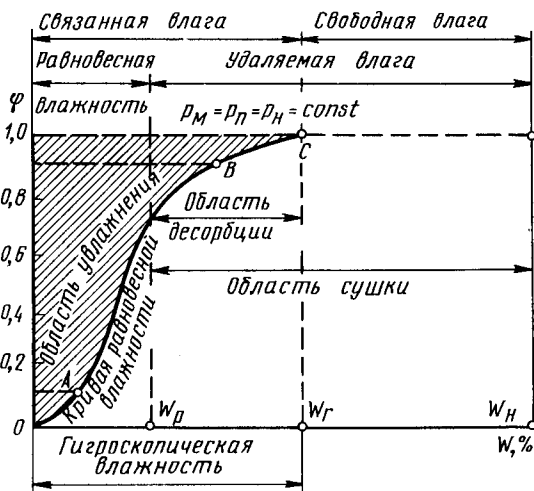 Связанная влага
Свободная влага
Равновесная
влажность
Удаляемая влага
φ
Pм = Pп = Pн = const
1,0
0,8
0,6
0,4
0,2
0
C
B
A
Область
десорбции
Область увлажнения
Кривая равновесной
влажности
Область сушки
Wр
Wг
Wн
W,%
Гигроскопическая
влажность